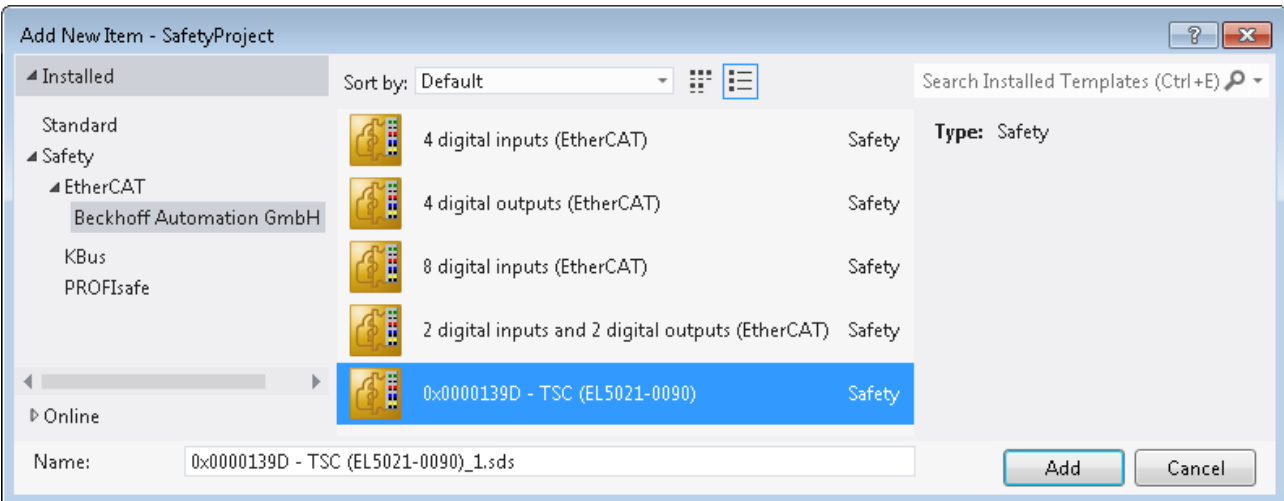 Add New Item - SafetyProject
Installed
Sort by: Default
Search Installed Templates (Ctrl+E)
Standard
Safety
EtherCAT
Beckhoff Automation GmbH
KBus
PROFIsafe
Online
4 digital inputs (EtherCAT) Safety
4 digital outputs (EtherCAT) Safety
8 digital inputs (EtherCAT) Safety
2 digital inputs and 2 digital outputs (EtherCAT) Safety
0x0000139D - TSC (EL5021-0090) Safety
Type: Safety
Name: 0x0000139D - TSC (EL5021-0090)_1.sds
Add Cancel